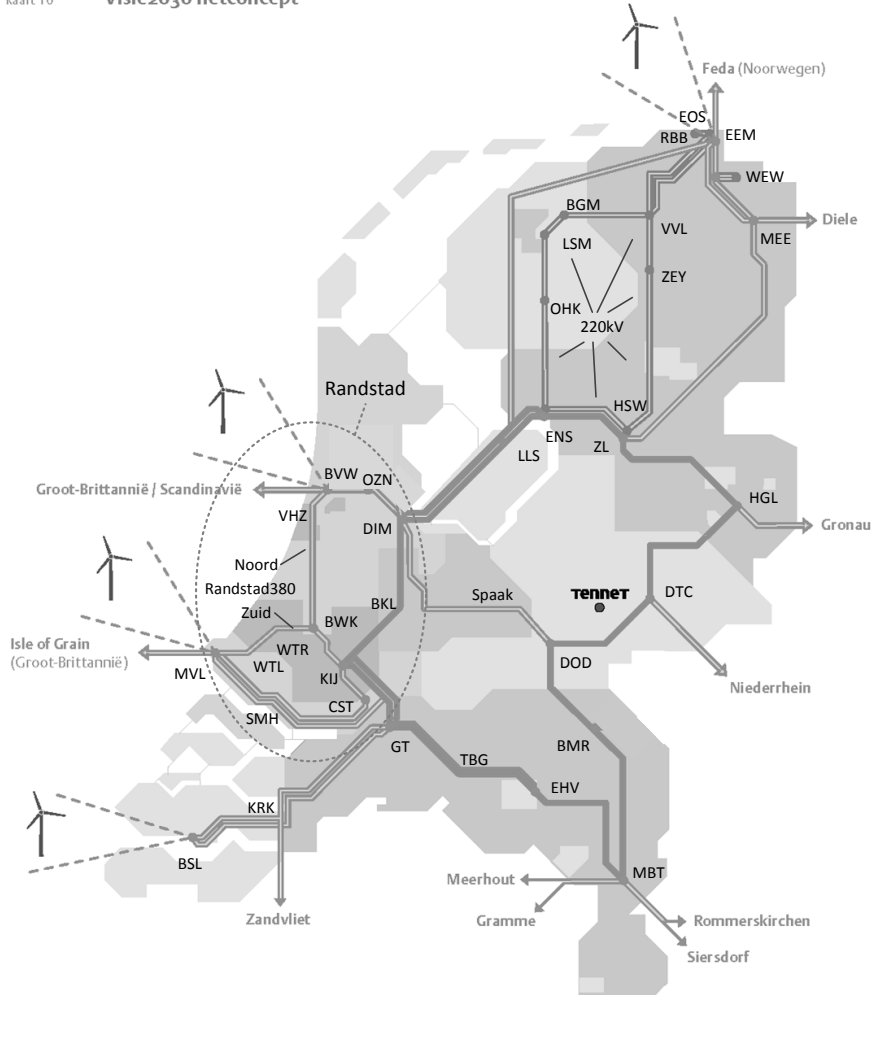 Kaart 10 Visie2030 netconcept
Feda (Noorwegen)
EOS
RBB
EEM
WEW
BGM
VVL
Diele
MEE
LSM
ZEY
OHK
220kV
Randstad
HSW
ENS
ZL
LLS
BVW
OZN
Groot-Brittannië / Scandinavië
HGL
VHZ
DIM
Gronau
Noord
Randstad380
Zuid
BKL
Spaak
TENNET
DTC
BWK
Isle of Grain
(Groot-Brittannië)
WTR
WTL
MVL
KIJ
DOD
Niederrhein
CST
SMH
GT
BMR
TBG
EHV
KRK
BSL
MBT
Meerhout
Zandvliet
Gramme
Rommerskirchen
Siersdorf